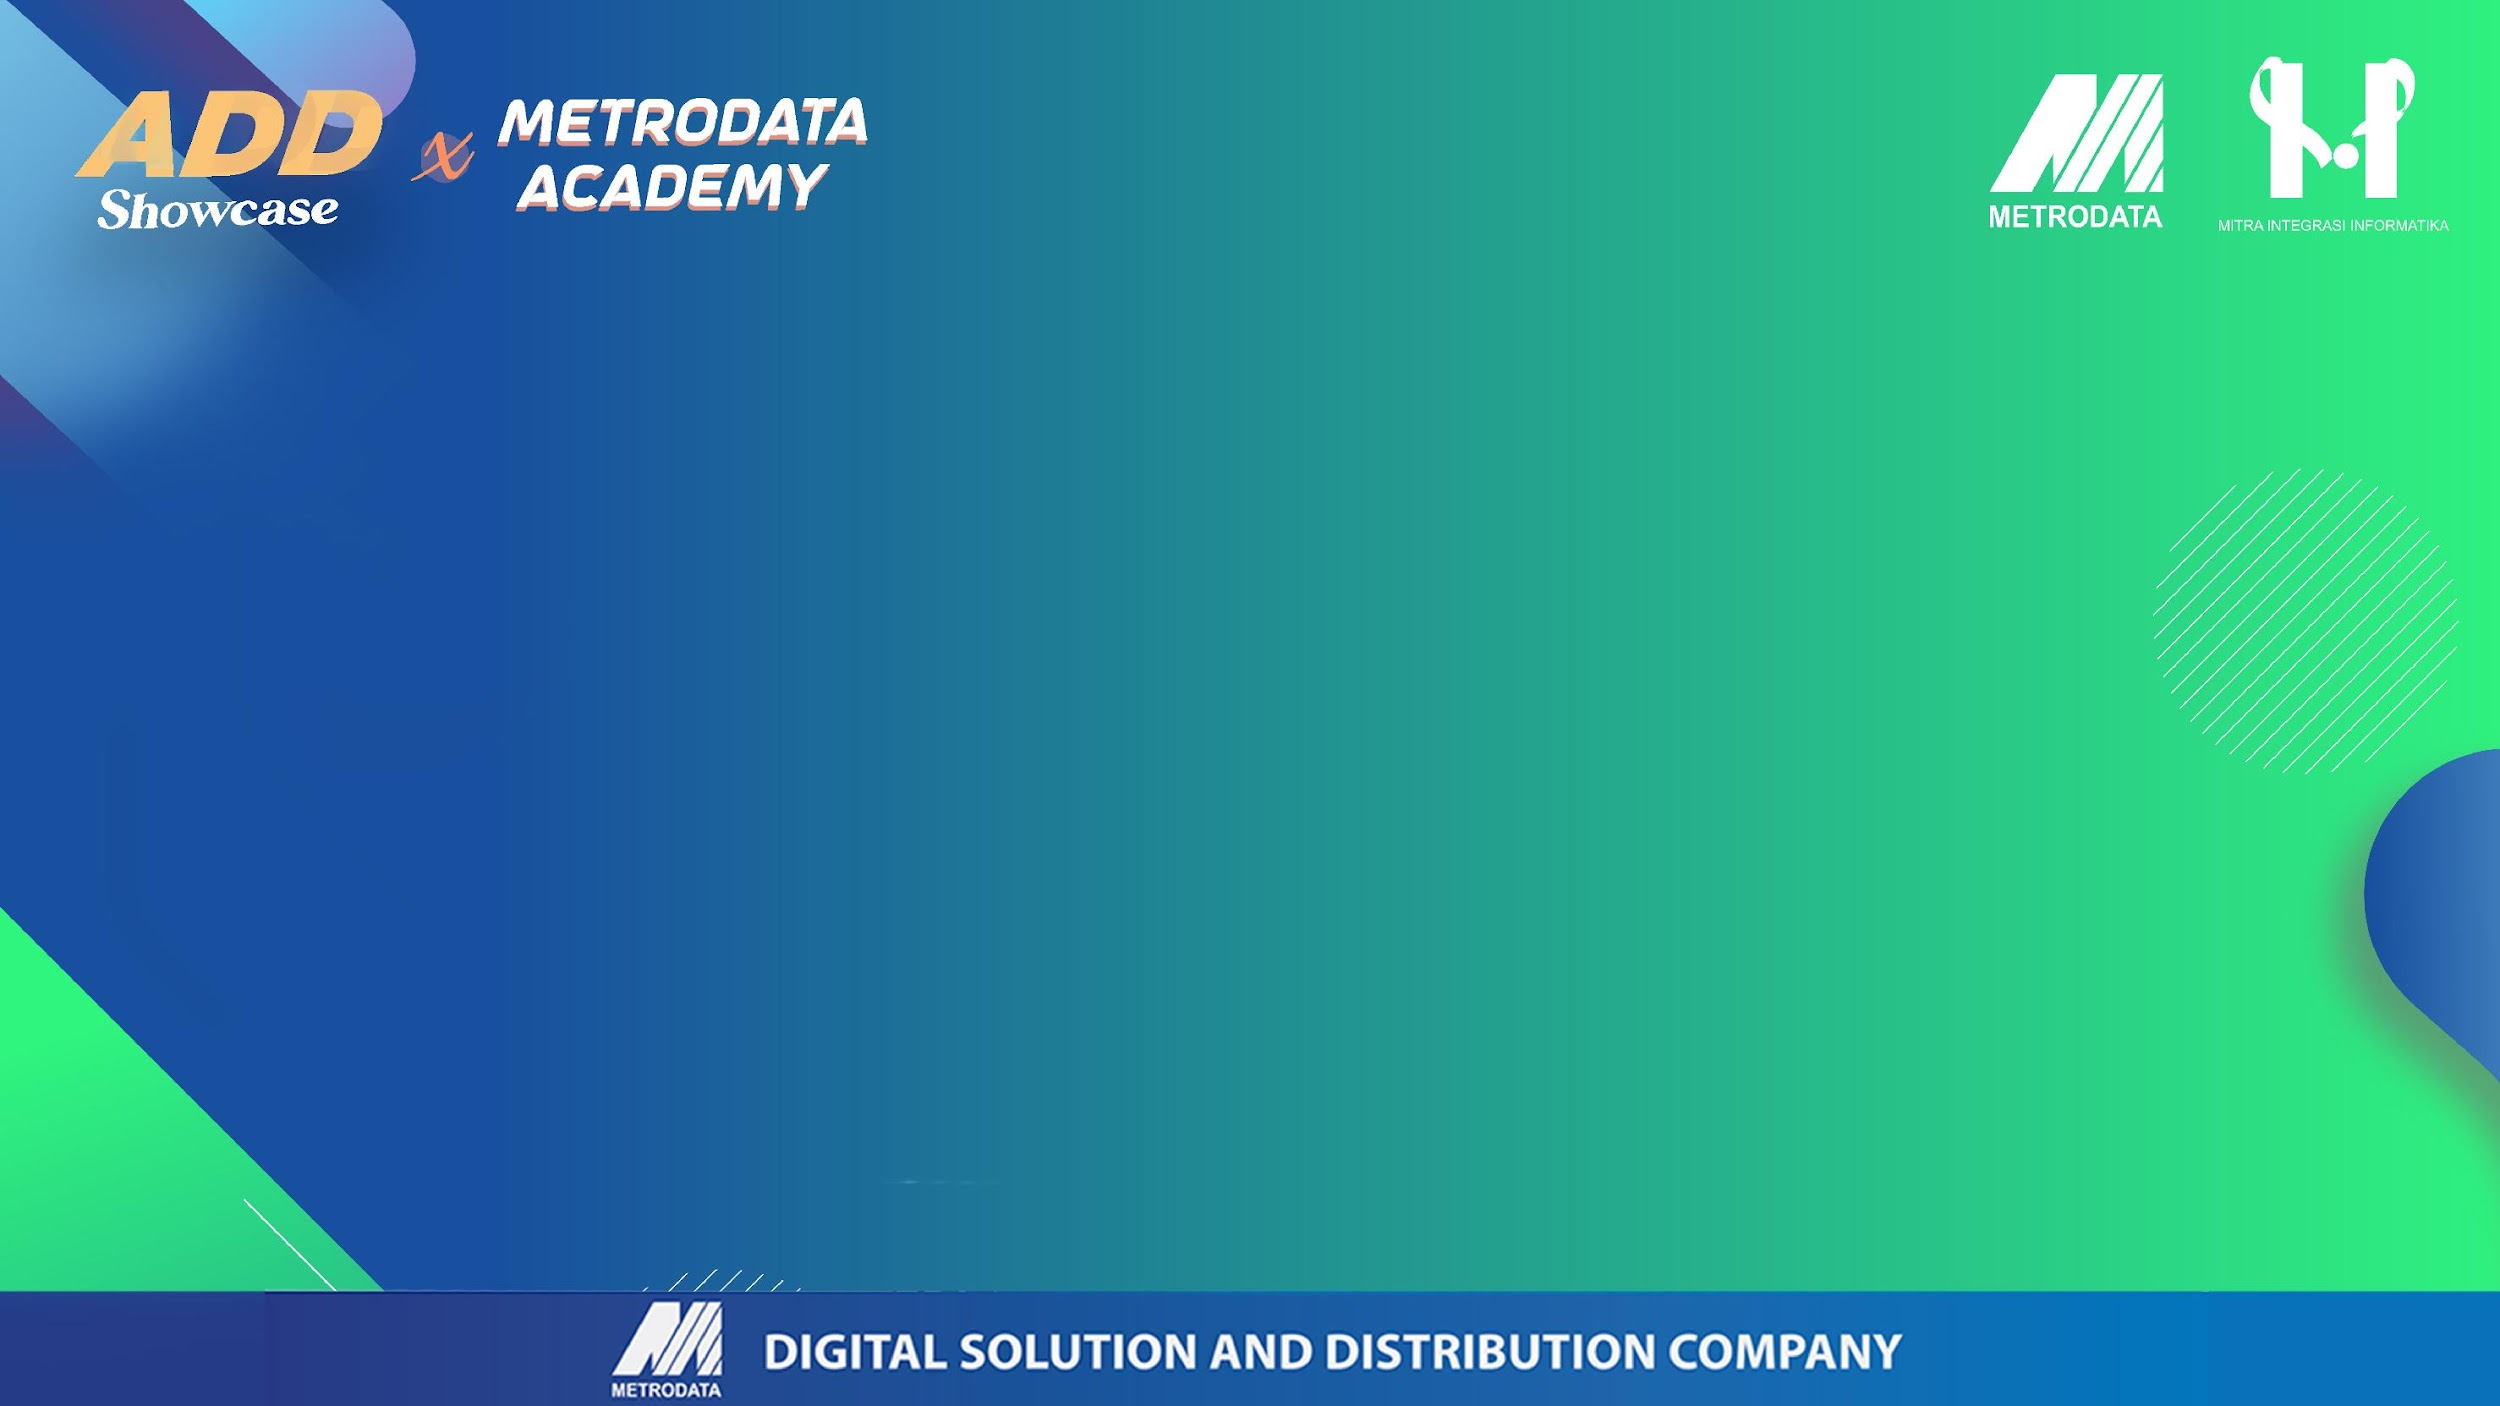 ADD
Showcase
x
METRODATA
ACADEMY
METRODATA
MITRA INTEGRASI INFORMATIKA
METRODATA
DIGITAL SOLUTION AND DISTRIBUTION COMPANY